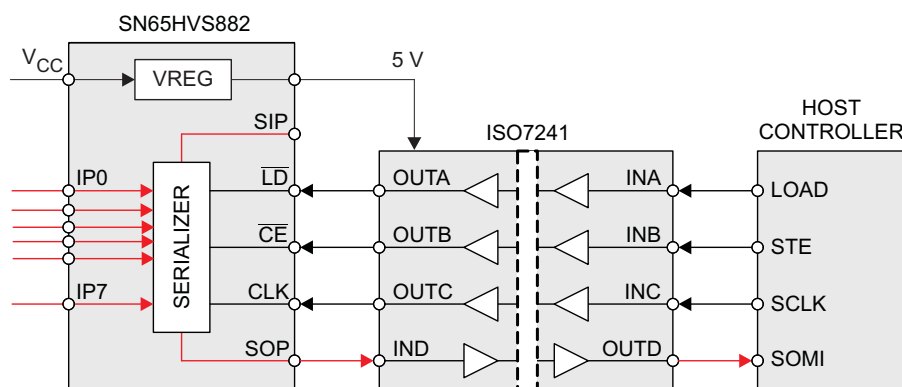 SN65HVS882
VCC
VREG
5 V
SIP
ISO7241
HOST
CONTROLLER
IP0
LD
OUTA
INA
LOAD
SERIALIZER
CE
OUTB
INB
STE
IP7
CLK
OUTC
INC
SCLK
SOP
IND
OUTD
SOMI